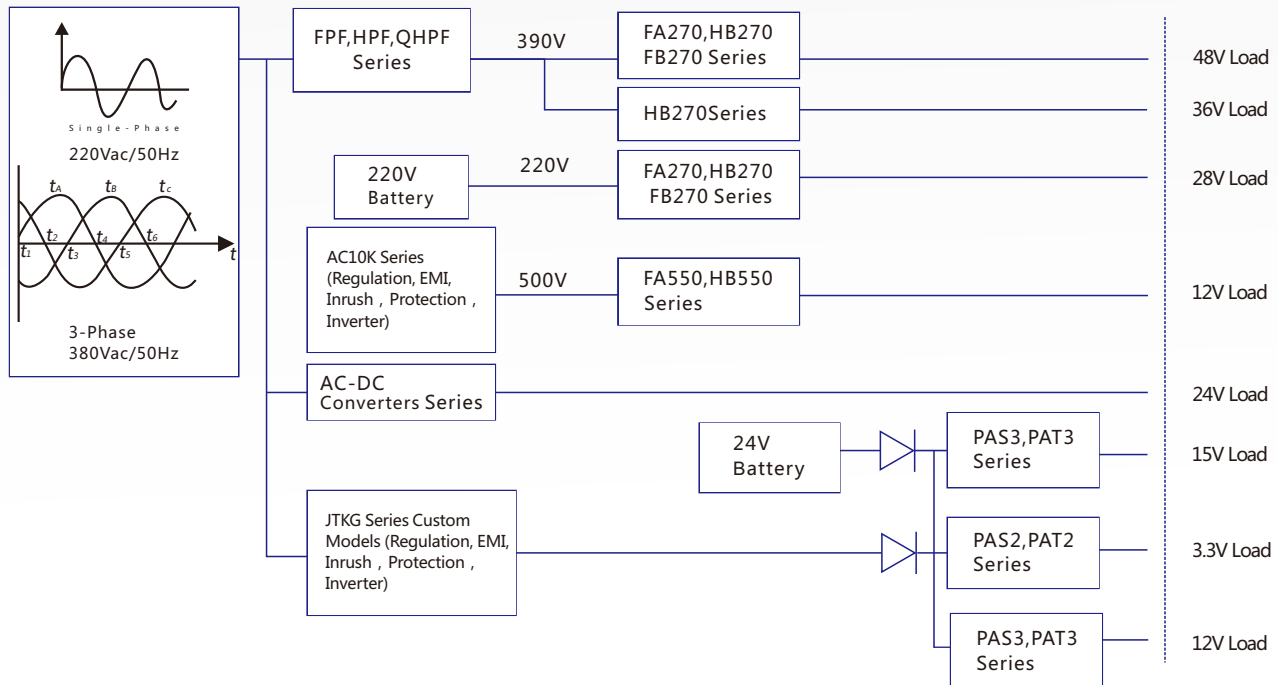 Single-Phase
220Vac/50Hz
tA tB tc
t1 t2 t3 t4 t5 t6 t
3-Phase
380Vac/50Hz
FPF,HPF,QHPF
Series
390V
FA270,HB270
FB270 Series
48V Load
HB270Series
36V Load
220V
Battery
220V
FA270,HB270
FB270 Series
28V Load
AC10K Series
(Regulation, EMI,
Inrush , Protection ,
Inverter)
500V
FA550,HB550
Series
12V Load
AC-DC
Converters Series
24V Load
24V
Battery
PAS3,PAT3
Series
15V Load
JTKG Series Custom
Models (Regulation, EMI,
Inrush , Protection ,
Inverter)
PAS2,PAT2
Series
3.3V Load
PAS3,PAT3
Series
12V Load